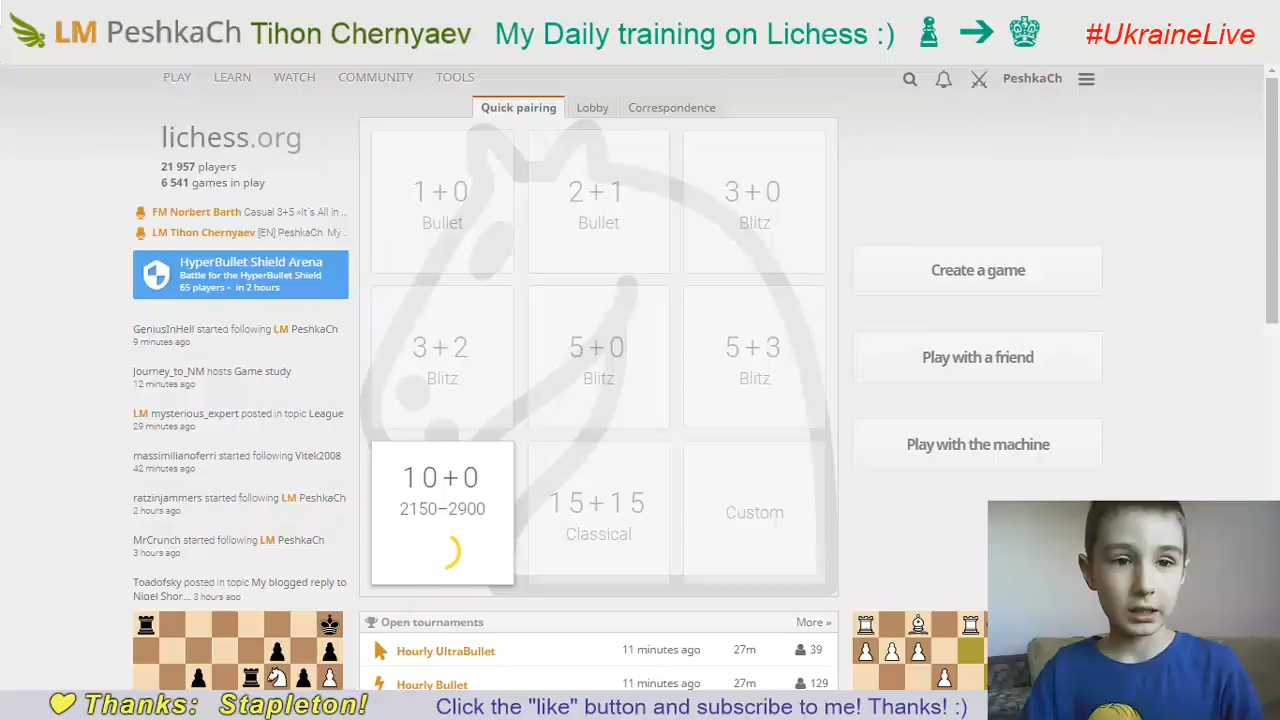 LM PeshkaCh Tihon Chernyaev My Daily training on Lichess :) #UkraineLive
PLAY LEARN WATCH COMMUNITY TOOLS PeshkaCh
Quick pairing Lobby Correspondence
lichess.org
21 957 players
6 541 games in play
FM Norbert Barth Casual 3+5 »It's All in ...
LM Tihon Chernyaev [EN] PeshkaCh. My...
HyperBullet Shield Arena
Battle for the HyperBullet Shield
65 players • in 2 hours
GeniusInHell started following LM PeshkaCh
9 minutes ago
Journey_to_NM hosts Game study
12 minutes ago
LM mysterious_expert posted in topic League
29 minutes ago
massimilianoferri started following Vitek2008
42 minutes ago
ratzinjammers started following LM PeshkaCh
2 hours ago
MrCrunch started following LM PeshkaCh
3 hours ago
Toadofsky posted in topic My blogged reply to
Nigel Shor... 3 hours ago
1+0
Bullet
2+1
Bullet
3+0
Blitz
3+2
Blitz
5+0
Blitz
5+3
Blitz
10+0
2150–2900
15+15
Classical
Custom
Create a game
Play with a friend
Play with the machine
Open tournaments More »
Hourly UltraBullet 11 minutes ago 27m 39
Hourly Bullet 11 minutes ago 27m 129
Thanks: Stapleton! Click the "like" button and subscribe to me! Thanks! :)